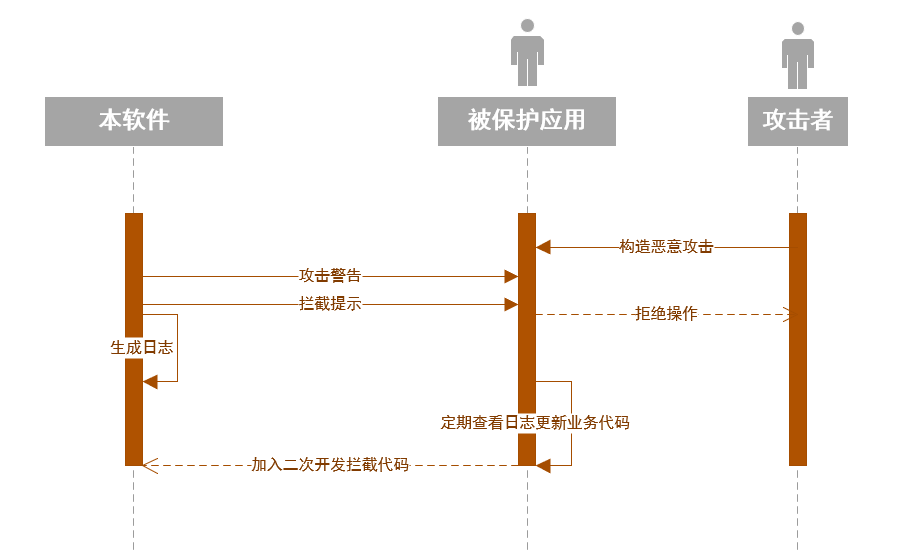 本软件
被保护应用
攻击者
构造恶意攻击
攻击警告
拦截提示
拒绝操作
生成日志
定期查看日志更新业务代码
加入二次开发拦截代码